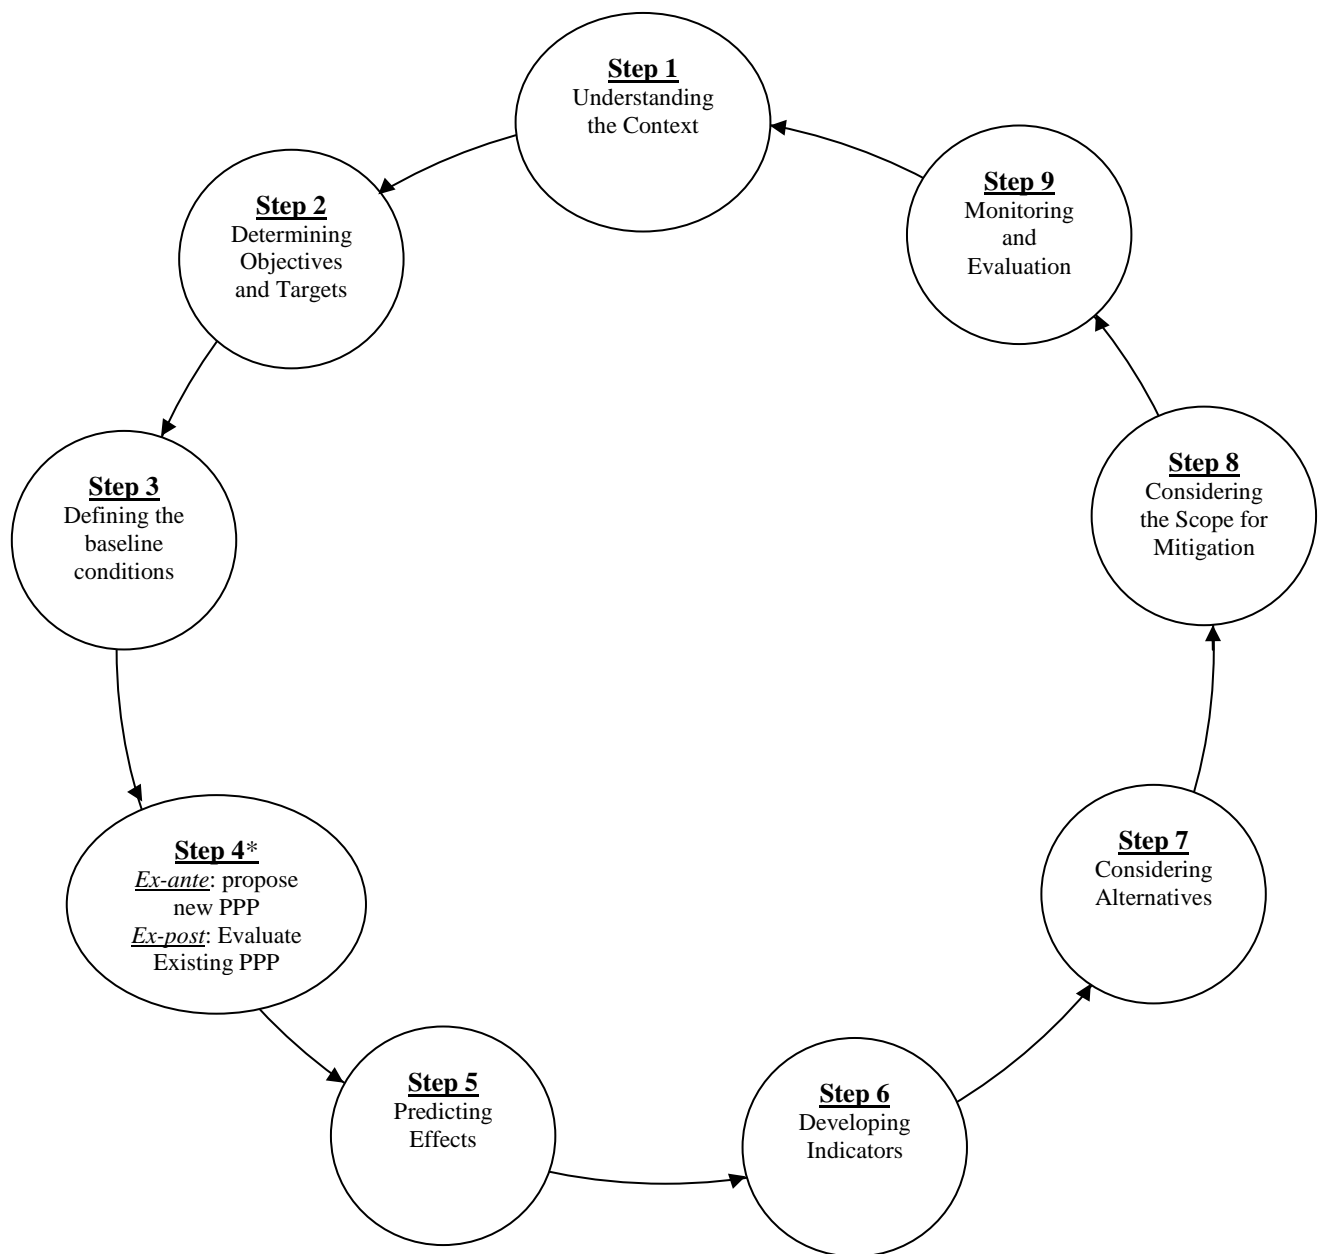 Step 1
Understanding
the Context
Step 2
Determining
Objectives
and Targets
Step 3
Defining the
baseline
conditions
Step 4*
Ex-ante: propose
new PPP
Ex-post: Evaluate
Existing PPP
Step 5
Predicting
Effects
Step 6
Developing
Indicators
Step 7
Considering
Alternatives
Step 8
Considering
the Scope for
Mitigation
Step 9
Monitoring
and
Evaluation